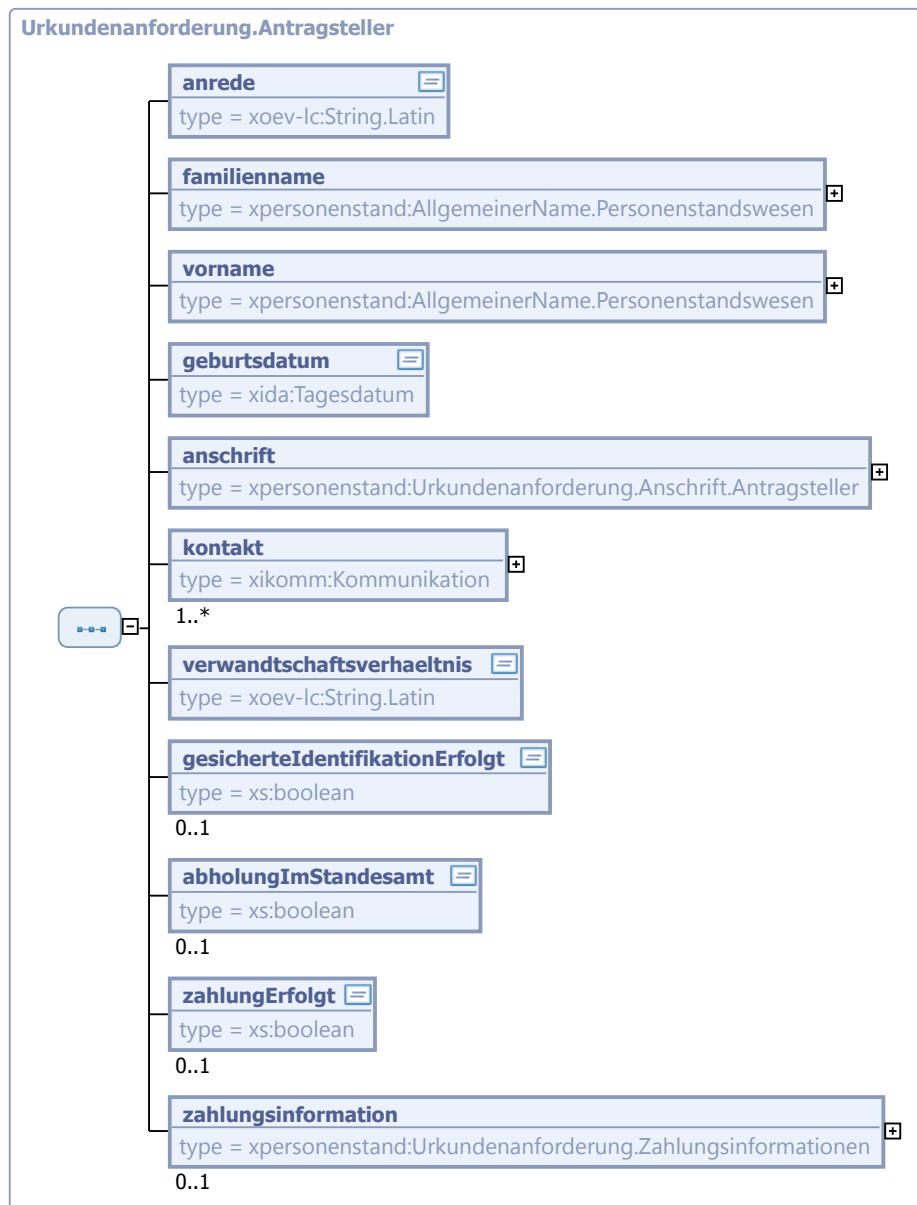 Urkundenanforderung.Antragsteller
anrede
type = xoev-lc:String.Latin
familienname
type = xpersonenstand:AllgemeinerName.Personenstandswesen
vorname
type = xpersonenstand:AllgemeinerName.Personenstandswesen
geburtsdatum
type = xida:Tagesdatum
anschrift
type = xpersonenstand:Urkundenanforderung.Anschrift.Antragsteller
kontakt
type = xikomm:Kommunikation
1..*
verwandtschaftsverhaeltnis
type = xoev-lc:String.Latin
gesicherteIdentifikationErfolgt
type = xs:boolean
0..1
abholungImStandesamt
type = xs:boolean
0..1
zahlungErfolgt
type = xs:boolean
0..1
zahlungsinformation
type = xpersonenstand:Urkundenanforderung.Zahlungsinformationen
0..1